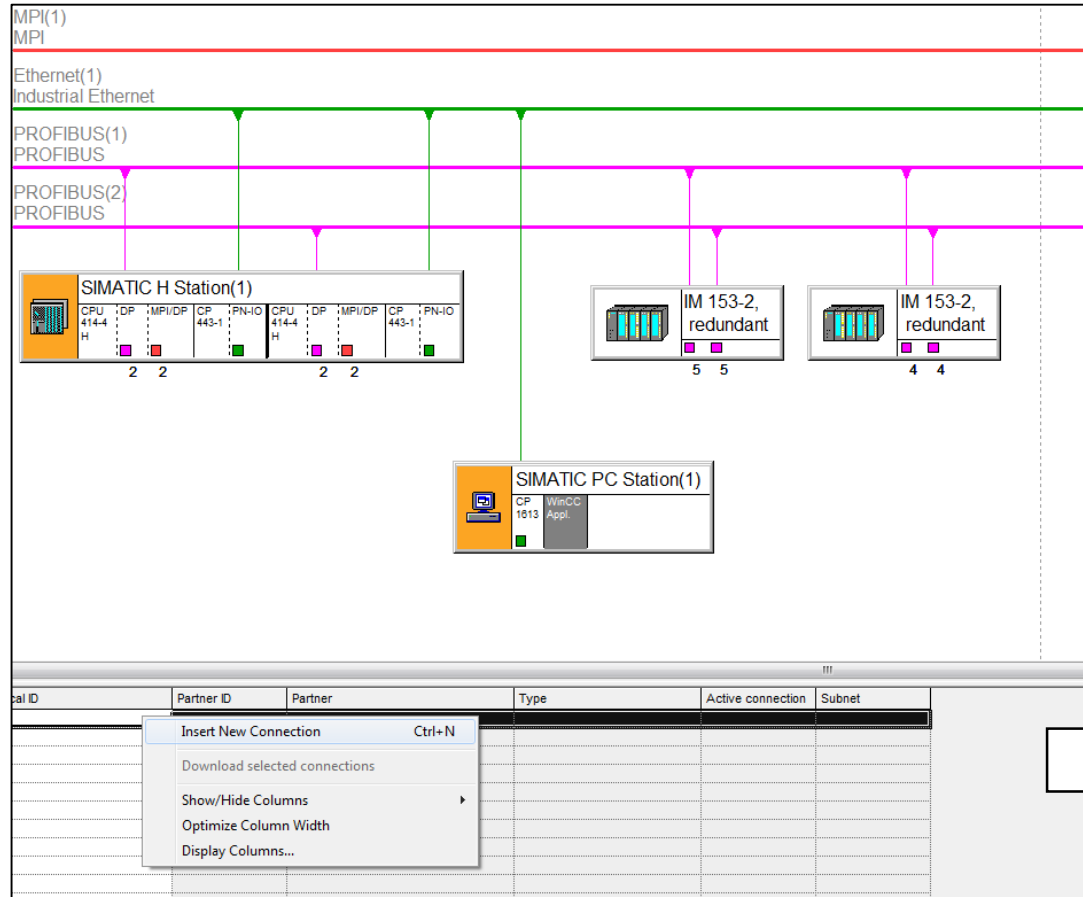 MPI(1)
MPI
Ethernet(1)
Industrial Ethernet
PROFIBUS(1)
PROFIBUS
PROFIBUS(2)
PROFIBUS
SIMATIC H Station(1)
CPU 414-4 H
DP
MPI/DP
CP 443-1
PN-IO
CPU 414-4 H
DP
MPI/DP
CP 443-1
PN-IO
2 2 2 2
IM 153-2,
redundant
5 5
IM 153-2,
redundant
4 4
SIMATIC PC Station(1)
CP 1613
WinCC Appl.
cal ID Partner ID Partner Type Active connection Subnet
Insert New Connection Ctrl+N
Download selected connections
Show/Hide Columns
Optimize Column Width
Display Columns...